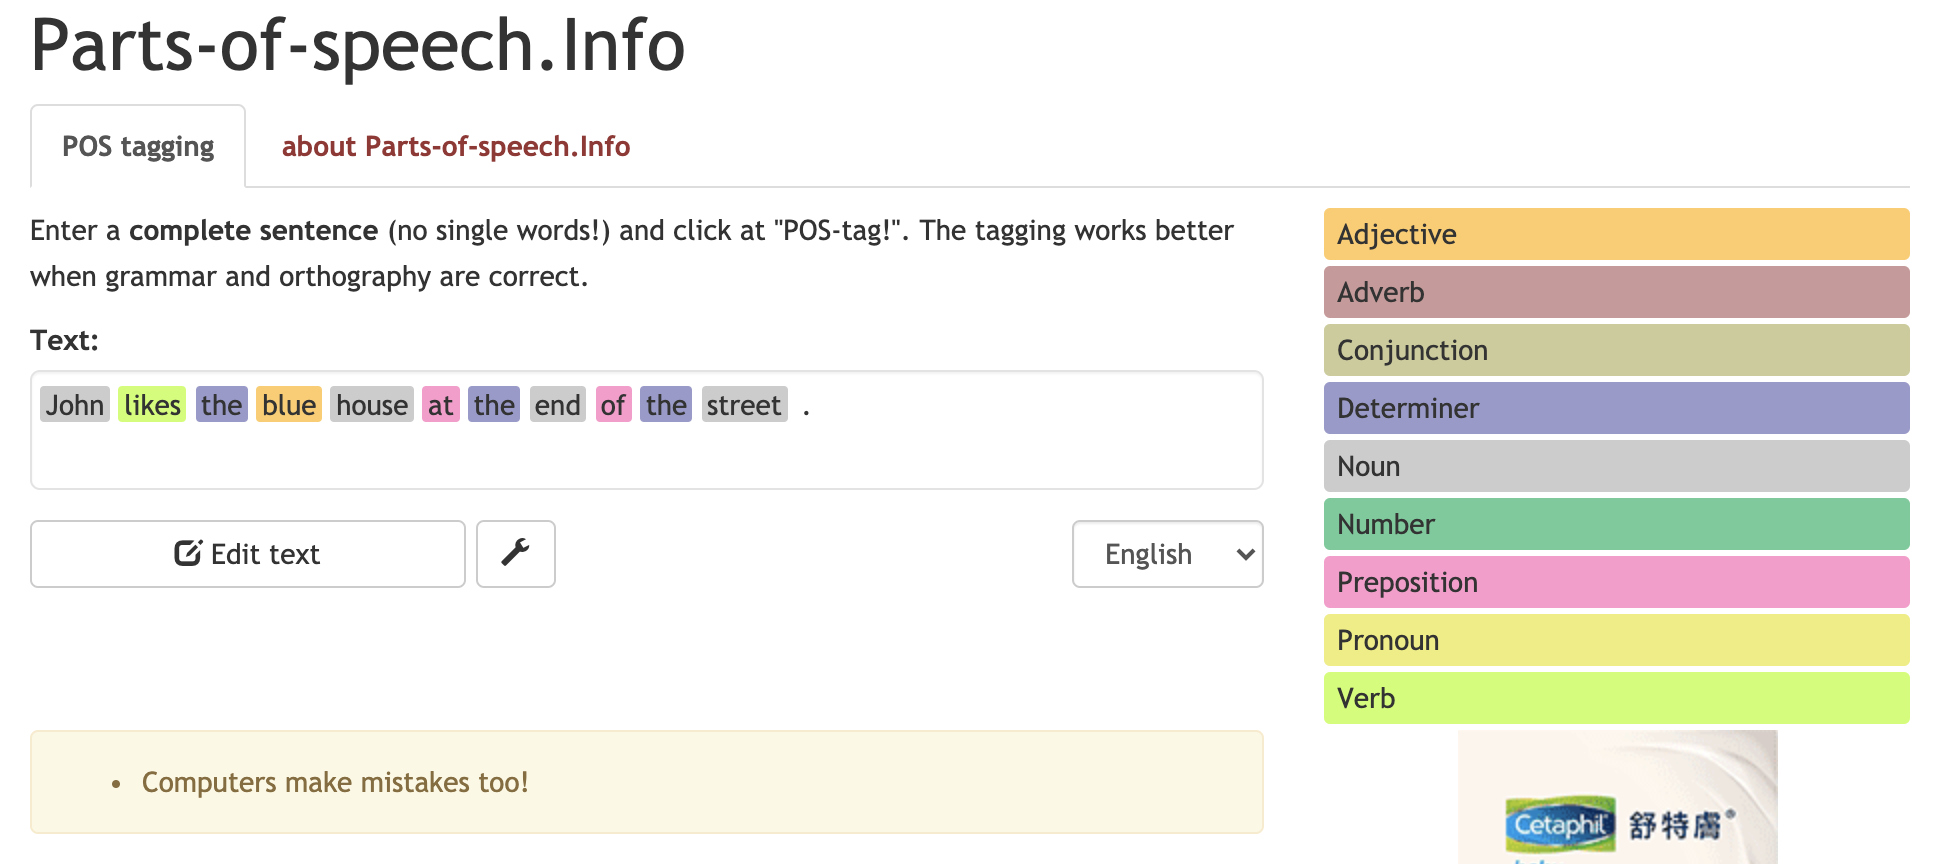 Parts-of-speech.Info
POS tagging
about Parts-of-speech.Info
Enter a complete sentence (no single words!) and click at "POS-tag!". The tagging works better
when grammar and orthography are correct.
Text:
John likes the blue house at the end of the street .
Edit text
English
Adjective
Adverb
Conjunction
Determiner
Noun
Number
Preposition
Pronoun
Verb
Computers make mistakes too!
Cetaphil 舒特膚®